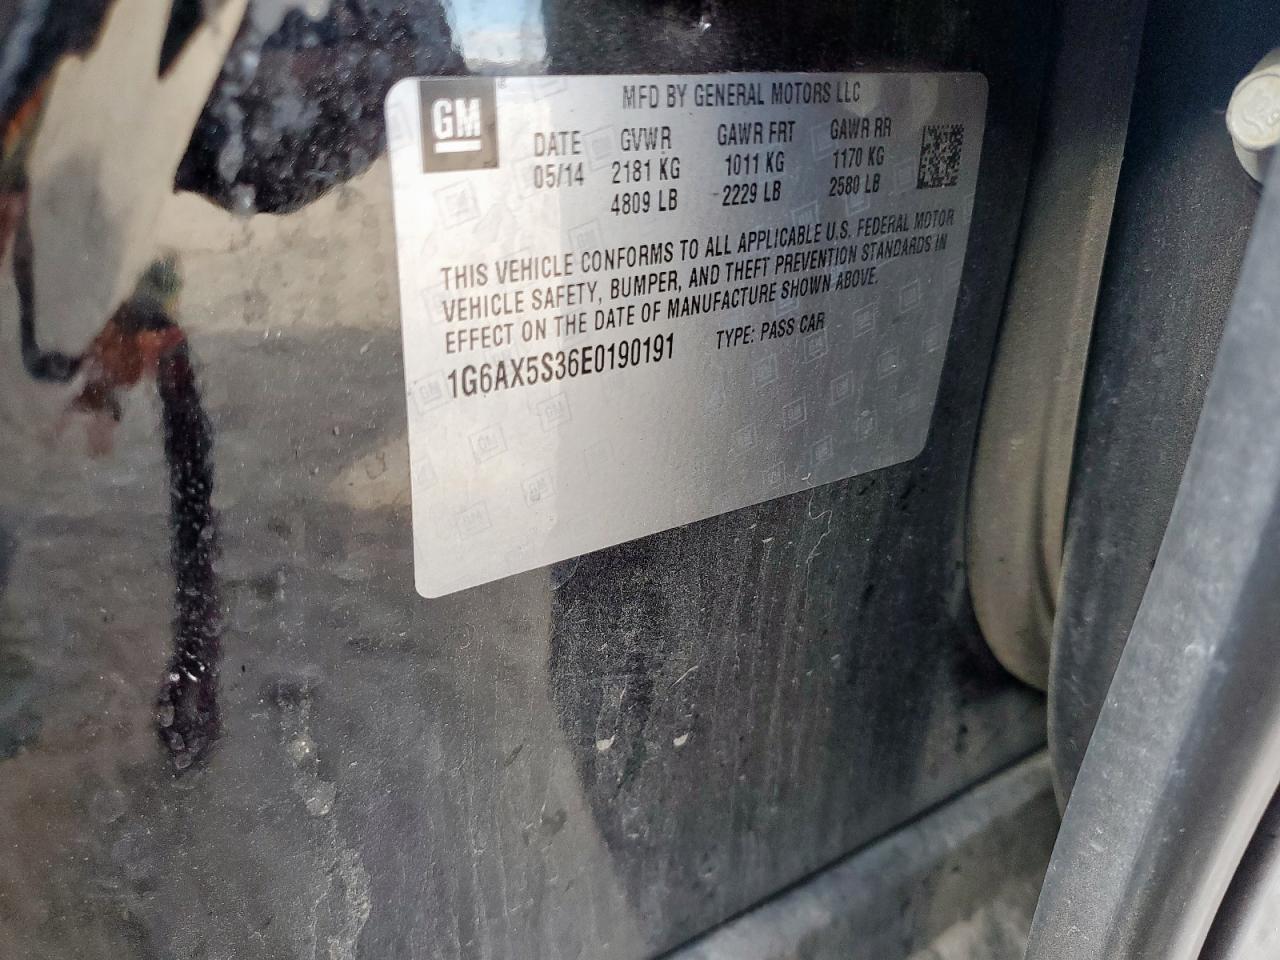 GM
MFD BY GENERAL MOTORS LLC
DATE GVWR GAWR FRT GAWR RR
05/14 2181 KG 1011 KG 1170 KG
4809 LB 2229 LB 2580 LB
THIS VEHICLE CONFORMS TO ALL APPLICABLE U.S. FEDERAL MOTOR
VEHICLE SAFETY, BUMPER, AND THEFT PREVENTION STANDARDS IN
EFFECT ON THE DATE OF MANUFACTURE SHOWN ABOVE.
1G6AX5S36E0190191 TYPE: PASS CAR